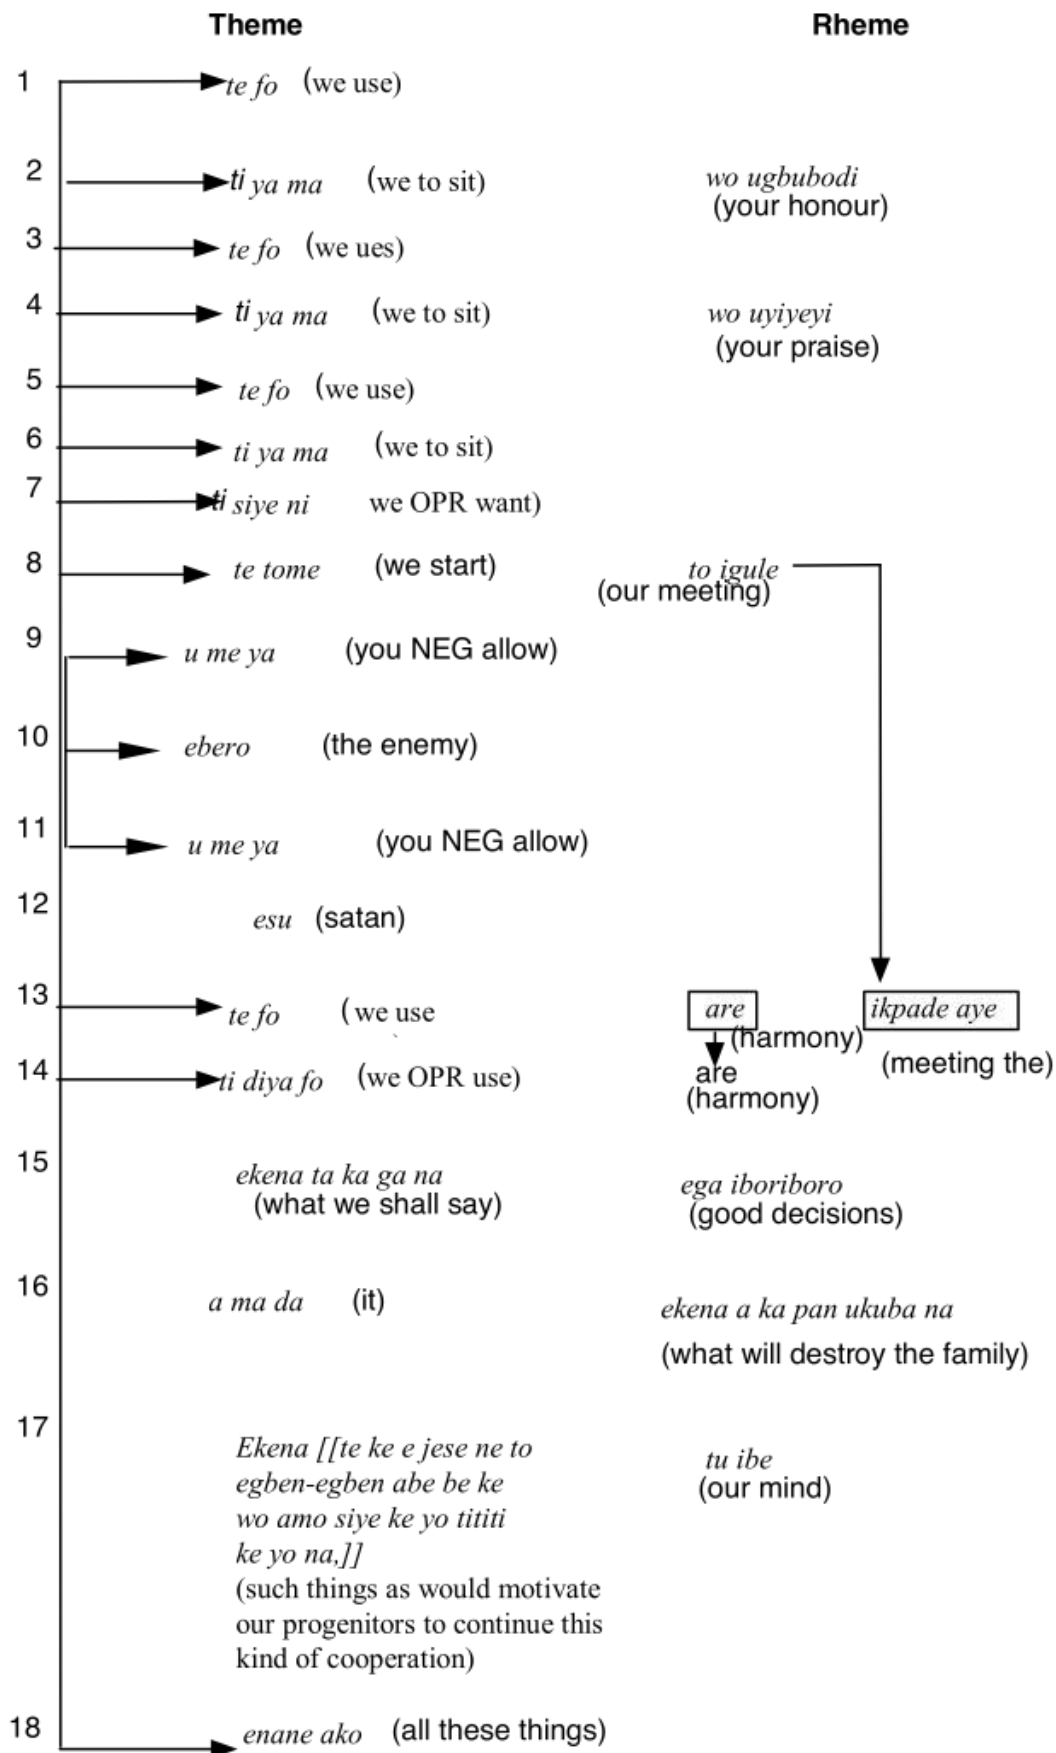 Theme Rheme
1 te fo (we use)
2 ti ya ma (we to sit) wo ugbubodi
(your honour)
3 te fo (we ues)
4 ti ya ma (we to sit) wo uyiyeyi
(your praise)
5 te fo (we use)
6 ti ya ma (we to sit)
7 ti siye ni we OPR want)
8 te tome (we start) to igule
(our meeting)
9 u me ya (you NEG allow)
10 ebero (the enemy)
11 u me ya (you NEG allow)
12 esu (satan)
13 te fo (we use are ikpade aye
(harmony) (meeting the)
14 ti diya fo (we OPR use) are
(harmony)
15 ekena ta ka ga na ega iboriboro
(what we shall say) (good decisions)
16 a ma da (it) ekena a ka pan ukuba na
(what will destroy the family)
17 Ekena [[te ke e jese ne to tu ibe
egben-egben abe be ke (our mind)
wo amo siye ke yo tititi
ke yo na,]]
(such things as would motivate
our progenitors to continue this
kind of cooperation)
18 enane ako (all these things)